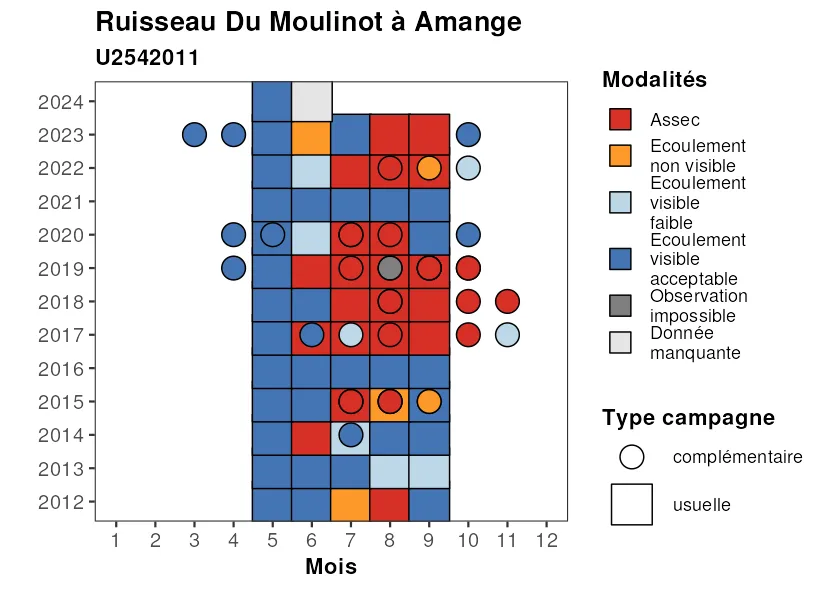 Ruisseau Du Moulinot à Amange
U2542011
2024
2023
2022
2021
2020
2019
2018
2017
2016
2015
2014
2013
2012
1 2 3 4 5 6 7 8 9 10 11 12
Mois
Modalités
Assec
Ecoulement
non visible
Ecoulement
visible
faible
Ecoulement
visible
acceptable
Observation
impossible
Donnée
manquante
Type campagne
complémentaire
usuelle